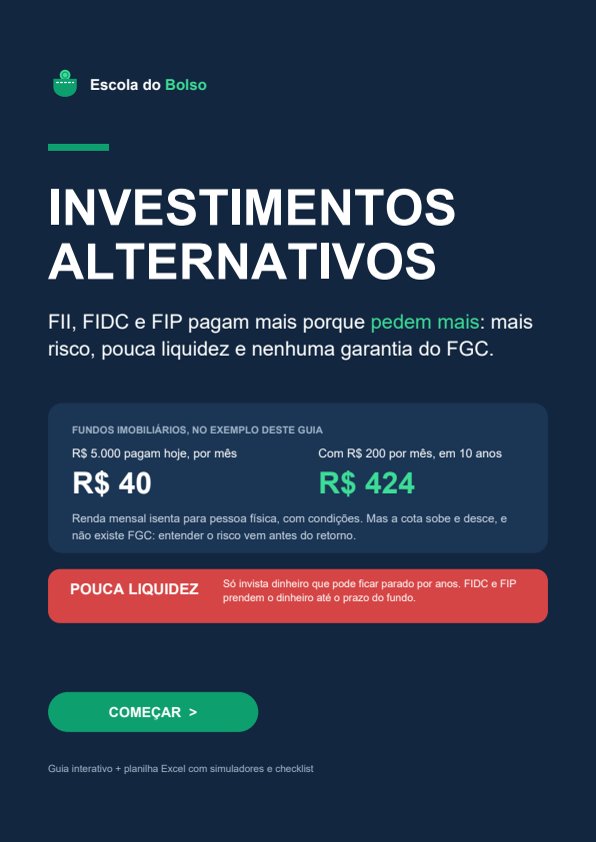 Escola do Bolso
INVESTIMENTOS
ALTERNATIVOS
FII, FIDC e FIP pagam mais porque pedem mais: mais
risco, pouca liquidez e nenhuma garantia do FGC.
FUNDOS IMOBILIÁRIOS, NO EXEMPLO DESTE GUIA
R$ 5.000 pagam hoje, por mês
R$ 40
Com R$ 200 por mês, em 10 anos
R$ 424
Renda mensal isenta para pessoa física, com condições. Mas a cota sobe e desce, e
não existe FGC: entender o risco vem antes do retorno.
POUCA LIQUIDEZ
Só invista dinheiro que pode ficar parado por anos. FIDC e FIP
prendem o dinheiro até o prazo do fundo.
COMEÇAR >
Guia interativo + planilha Excel com simuladores e checklist